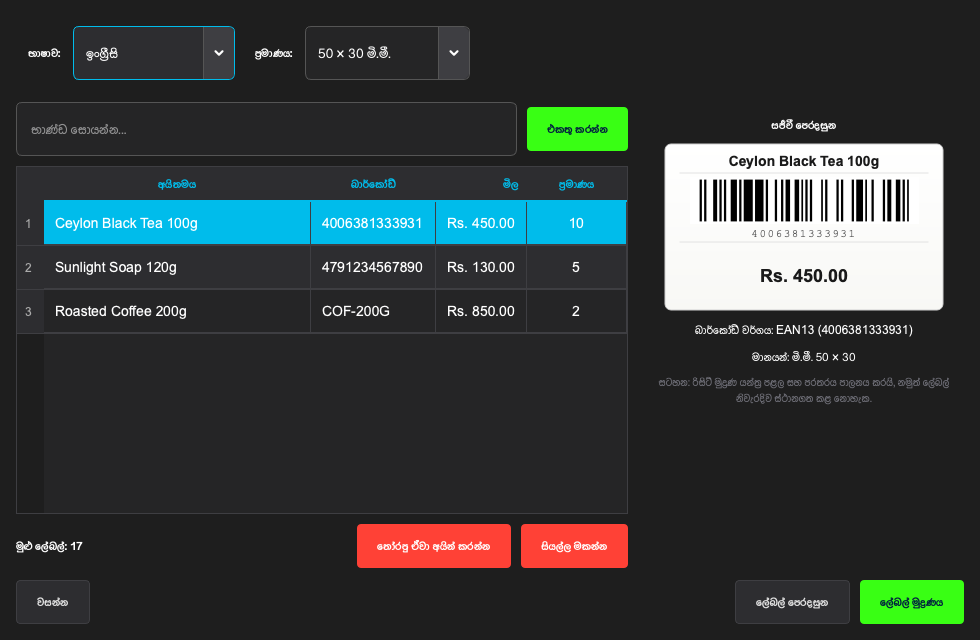 භාෂාව: ඉංග්‍රීසි ප්‍රමාණය: 50 × 30 මි.මී.
භාණ්ඩ සොයන්න... එකතු කරන්න
අයිතමය බාර්කෝඩ් මිල ප්‍රමාණය
1 Ceylon Black Tea 100g 4006381333931 Rs. 450.00 10
2 Sunlight Soap 120g 4791234567890 Rs. 130.00 5
3 Roasted Coffee 200g COF-200G Rs. 850.00 2
මුළු ලේබල්: 17 තෝරපු ඒවා අයින් කරන්න සියල්ල මකන්න
වසන්න
සජීවී පෙරදසුන
Ceylon Black Tea 100g
4006381333931
Rs. 450.00
බාර්කෝඩ් වර්ගය: EAN13 (4006381333931)
මානයන්: මි.මී. 50 × 30
සටහන: රිසිට් මුද්‍රණ යන්ත්‍ර පළල සහ පරතරය පාලනය කරයි, නමුත් ලේබල්
නිවැරදිව ස්ථානගත කළ නොහැක.
ලේබල් පෙරදසුන ලේබල් මුද්‍රණය